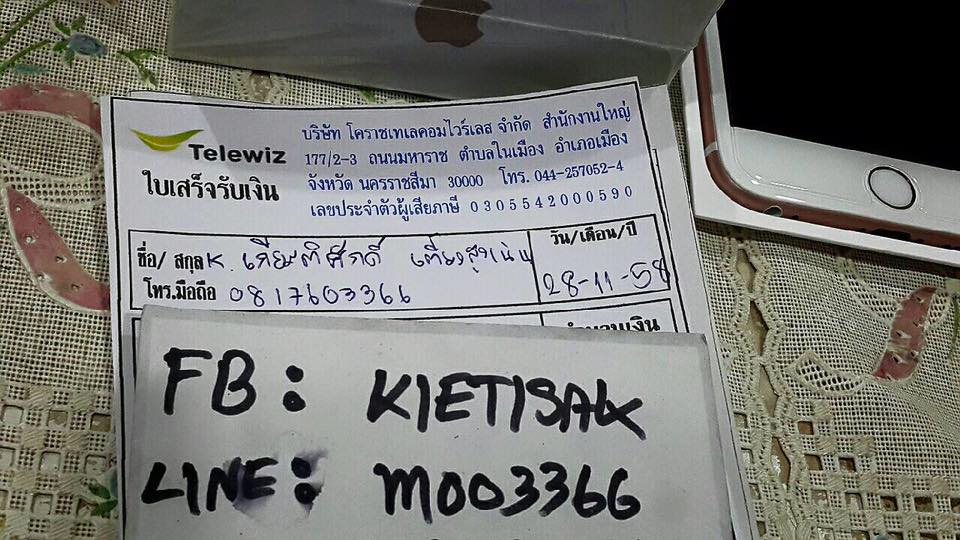 Telewiz
ใบเสร็จรับเงิน
บริษัท โคราชเทเลคอมไวร์เลส จำกัด สำนักงานใหญ่
177/2-3 ถนนมหาราช ตำบลในเมือง อำเภอเมือง
จังหวัด นครราชสีมา 30000 โทร. 044-257052-4
เลขประจำตัวผู้เสียภาษี 0305542000590
ชื่อ/ สกุล K. เกียรติศักดิ์
วัน/เดือน/ปี
โทร.มือถือ 0817603366
28-11-58
FB: KIETISAK
LINE: M003366